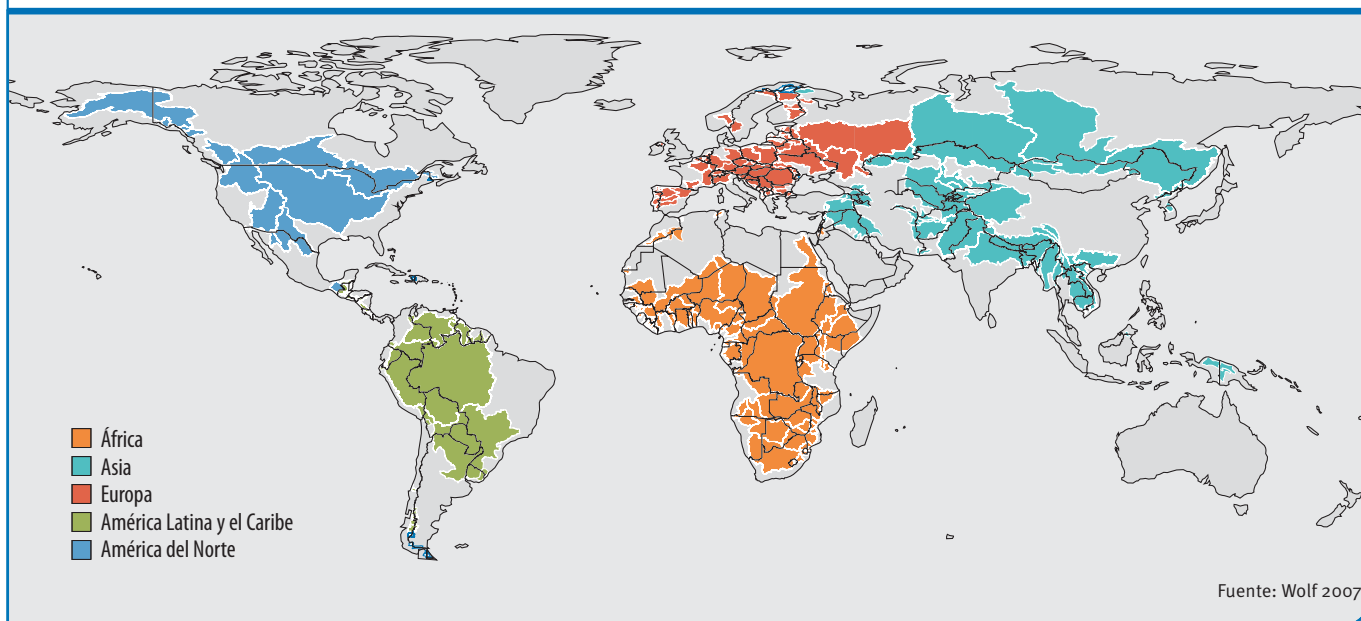 África
Asia
Europa
América Latina y el Caribe
América del Norte
Fuente: Wolf 2007